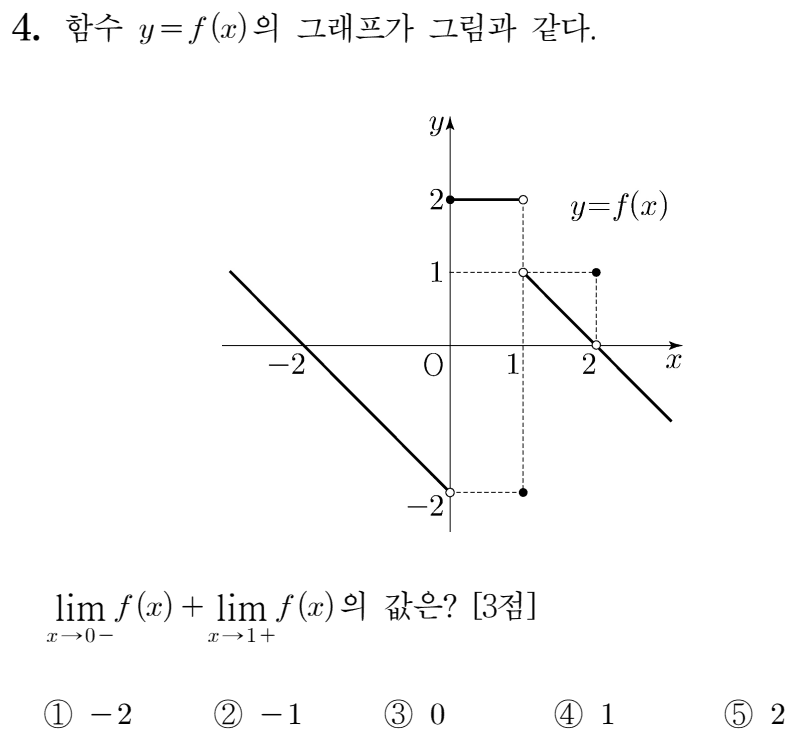 4. 함수 y=f(x)의 그래프가 그림과 같다.
y
2
y=f(x)
1
-2
O
1
2
x
-2
lim f(x) + lim f(x)의 값은? [3점]
x→0- x→1+
① -2 ② -1 ③ 0 ④ 1 ⑤ 2